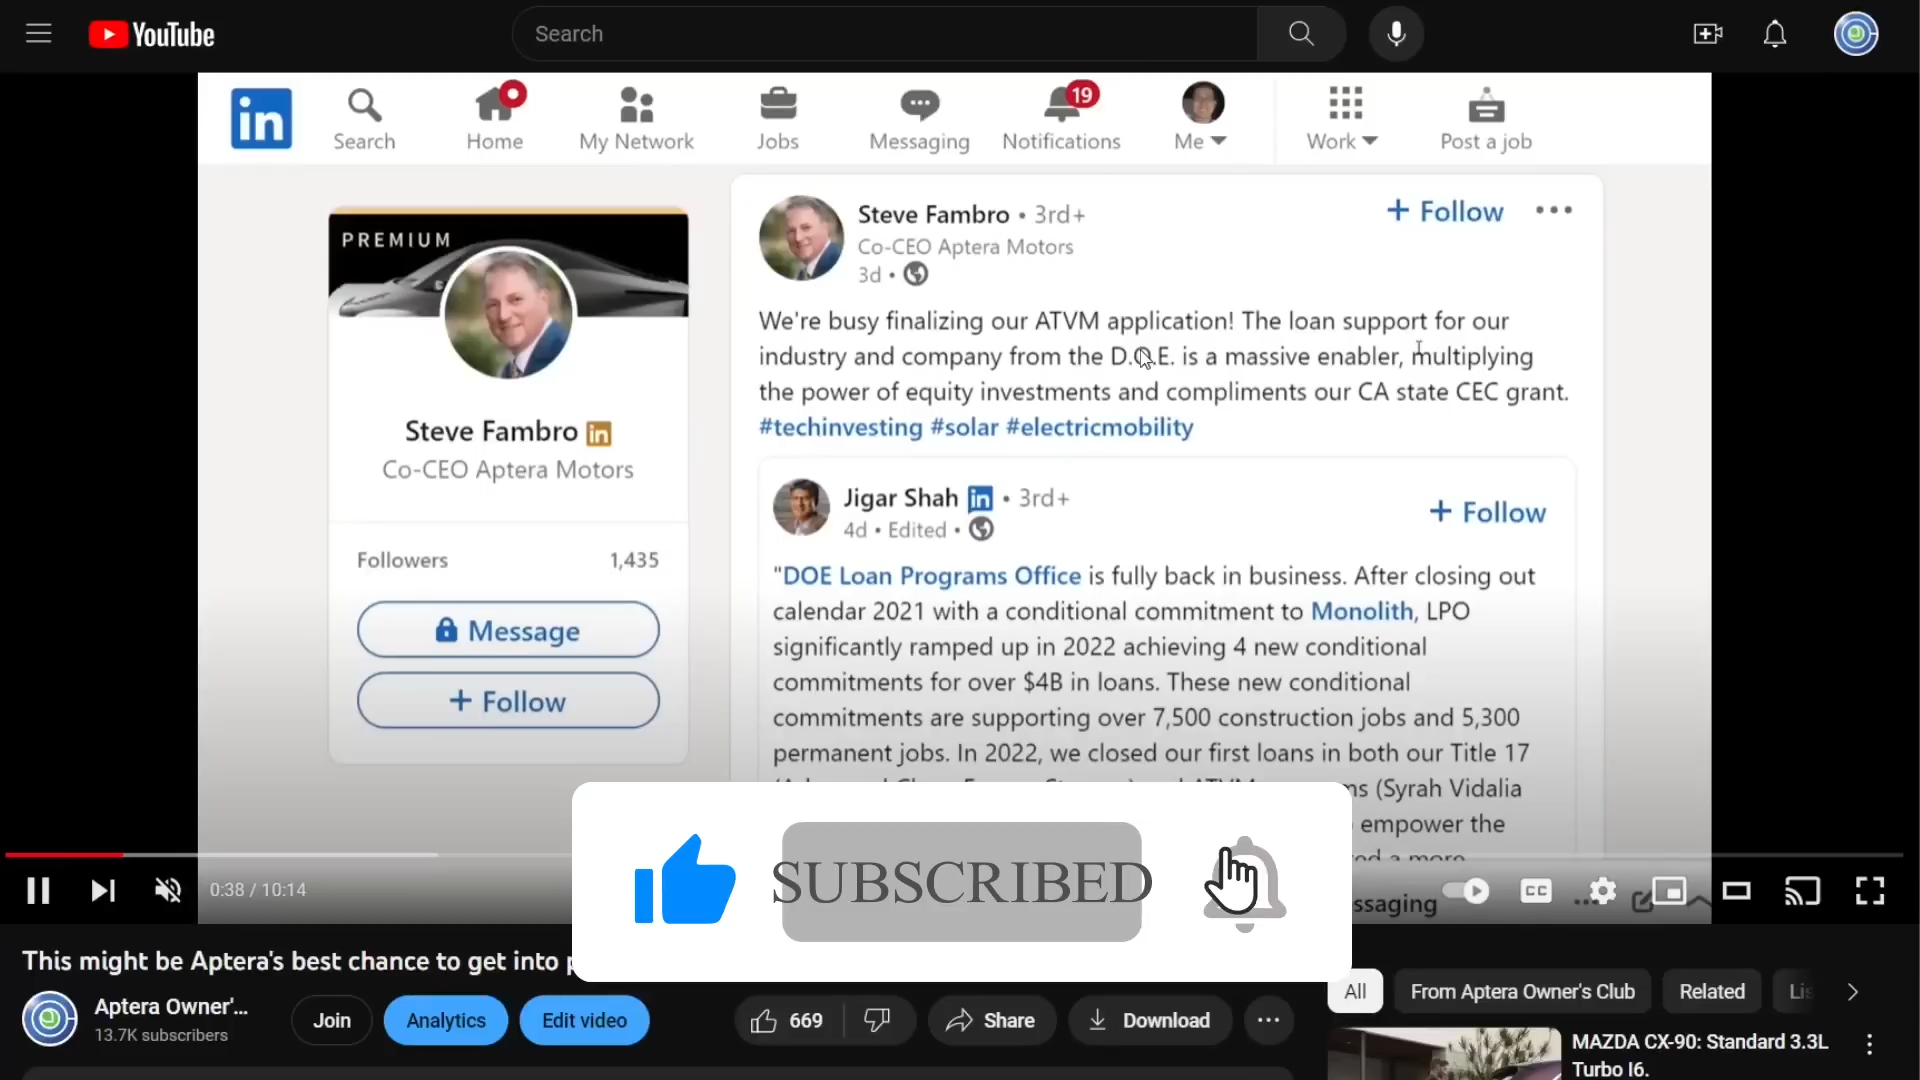 YouTube
Search
in
Search
Home
My Network
Jobs
Messaging
19
Notifications
Me
Work
Post a job
PREMIUM
Steve Fambro in
Co-CEO Aptera Motors
Followers 1,435
Message
+ Follow
Steve Fambro • 3rd+
+ Follow
Co-CEO Aptera Motors
3d •
We're busy finalizing our ATVM application! The loan support for our
industry and company from the D.O.E. is a massive enabler, multiplying
the power of equity investments and compliments our CA state CEC grant.
#techinvesting #solar #electricmobility
Jigar Shah in • 3rd+
+ Follow
4d • Edited •
"DOE Loan Programs Office is fully back in business. After closing out
calendar 2021 with a conditional commitment to Monolith, LPO
significantly ramped up in 2022 achieving 4 new conditional
commitments for over $4B in loans. These new conditional
commitments are supporting over 7,500 construction jobs and 5,300
permanent jobs. In 2022, we closed our first loans in both our Title 17
(Syrah Vidalia
empower the
a more
SUBSCRIBED
0:38 / 10:14
ssaging
CC
This might be Aptera's best chance to get into
Aptera Owner'...
13.7K subscribers
Join
Analytics
Edit video
669
Share
Download
All
From Aptera Owner's Club
Related
MAZDA CX-90: Standard 3.3L
Turbo I6.